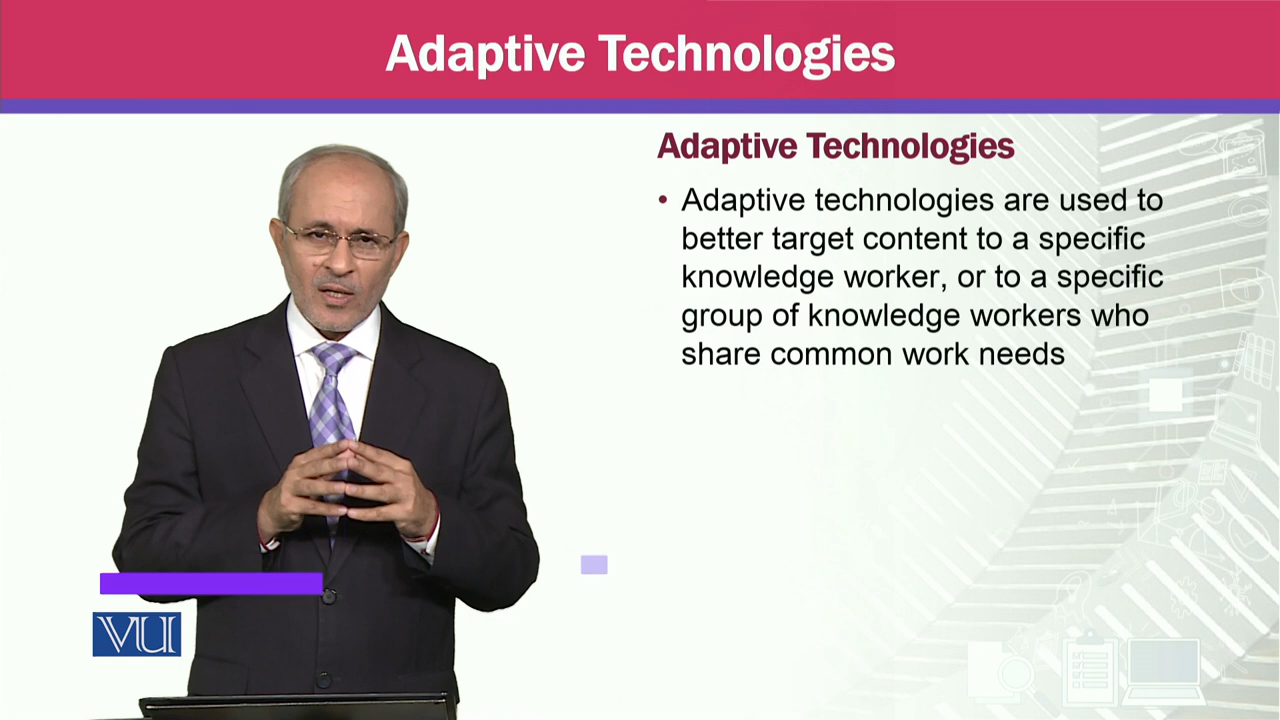 Adaptive Technologies
Adaptive Technologies
• Adaptive technologies are used to
better target content to a specific
knowledge worker, or to a specific
group of knowledge workers who
share common work needs
VU